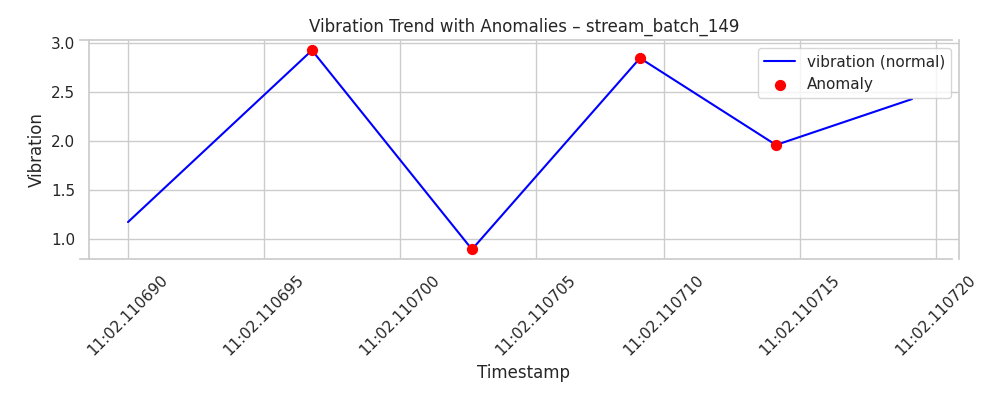 Vibration Trend with Anomalies – stream_batch_149
3.0
2.5
2.0
1.5
1.0
Vibration
vibration (normal)
Anomaly
11:02.110690
11:02.110695
11:02.110700
11:02.110705
11:02.110710
11:02.110715
11:02.110720
Timestamp